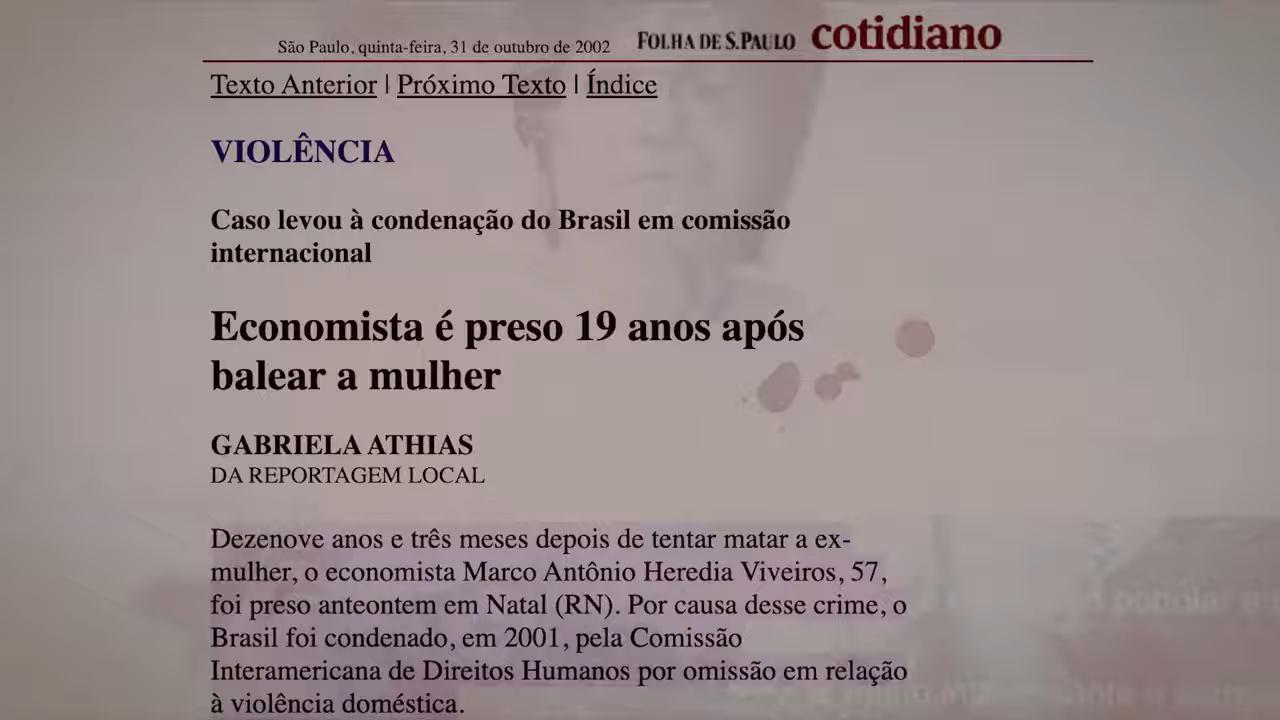 São Paulo, quinta-feira, 31 de outubro de 2002 FOLHA DE S.PAULO cotidiano
Texto Anterior | Próximo Texto | Índice
VIOLÊNCIA
Caso levou à condenação do Brasil em comissão
internacional
Economista é preso 19 anos após
balear a mulher
GABRIELA ATHIAS
DA REPORTAGEM LOCAL
Dezenove anos e três meses depois de tentar matar a ex-
mulher, o economista Marco Antônio Heredia Viveiros, 57,
foi preso anteontem em Natal (RN). Por causa desse crime, o
Brasil foi condenado, em 2001, pela Comissão
Interamericana de Direitos Humanos por omissão em relação
à violência doméstica.